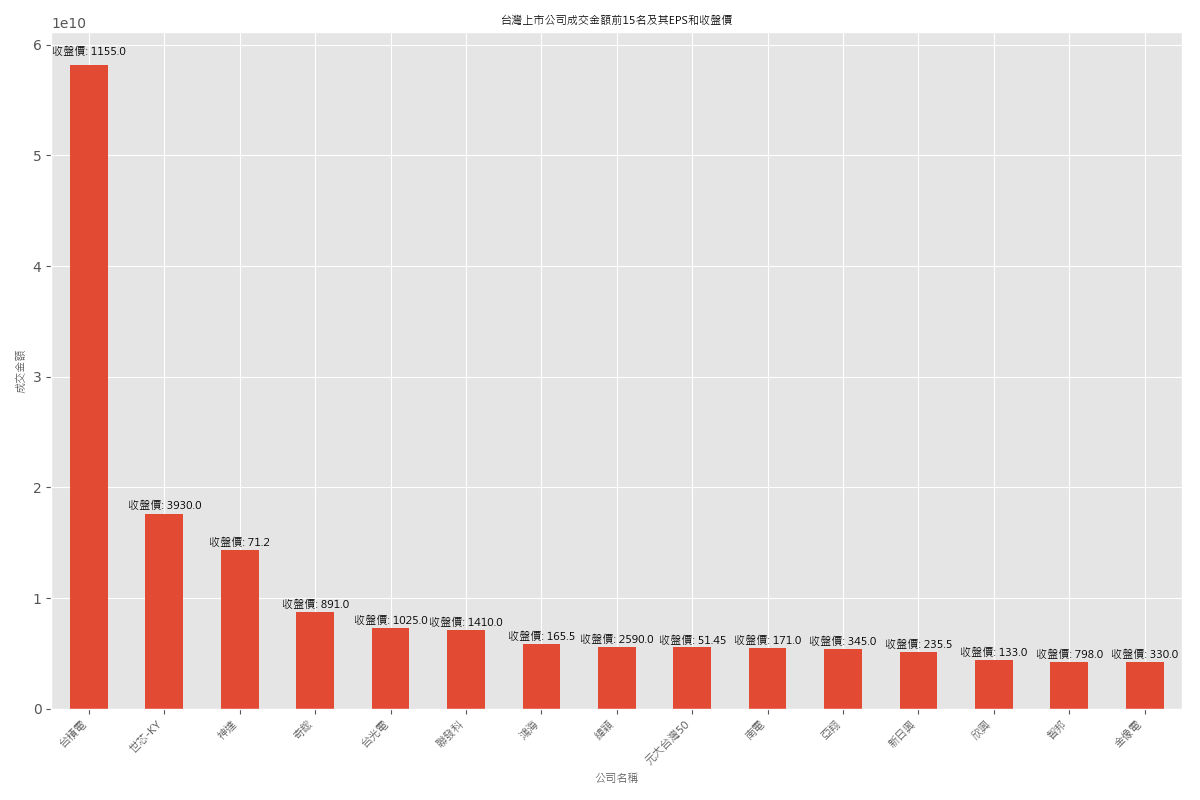 台灣上市公司成交金額前15名及其EPS和收盤價
1e10
6
5
4
3
2
1
0
成交金額
收盤價: 1155.0
收盤價: 3930.0
收盤價: 71.2
收盤價: 891.0
收盤價: 1025.0
收盤價: 1410.0
收盤價: 165.5
收盤價: 2590.0
收盤價: 51.45
收盤價: 171.0
收盤價: 345.0
收盤價: 235.5
收盤價: 133.0
收盤價: 798.0
收盤價: 330.0
台積電
世芯-KY
神達
奇鋐
台光電
聯發科
鴻海
緯穎
元大台灣50
南電
亞翔
新日興
欣興
智邦
金像電
公司名稱